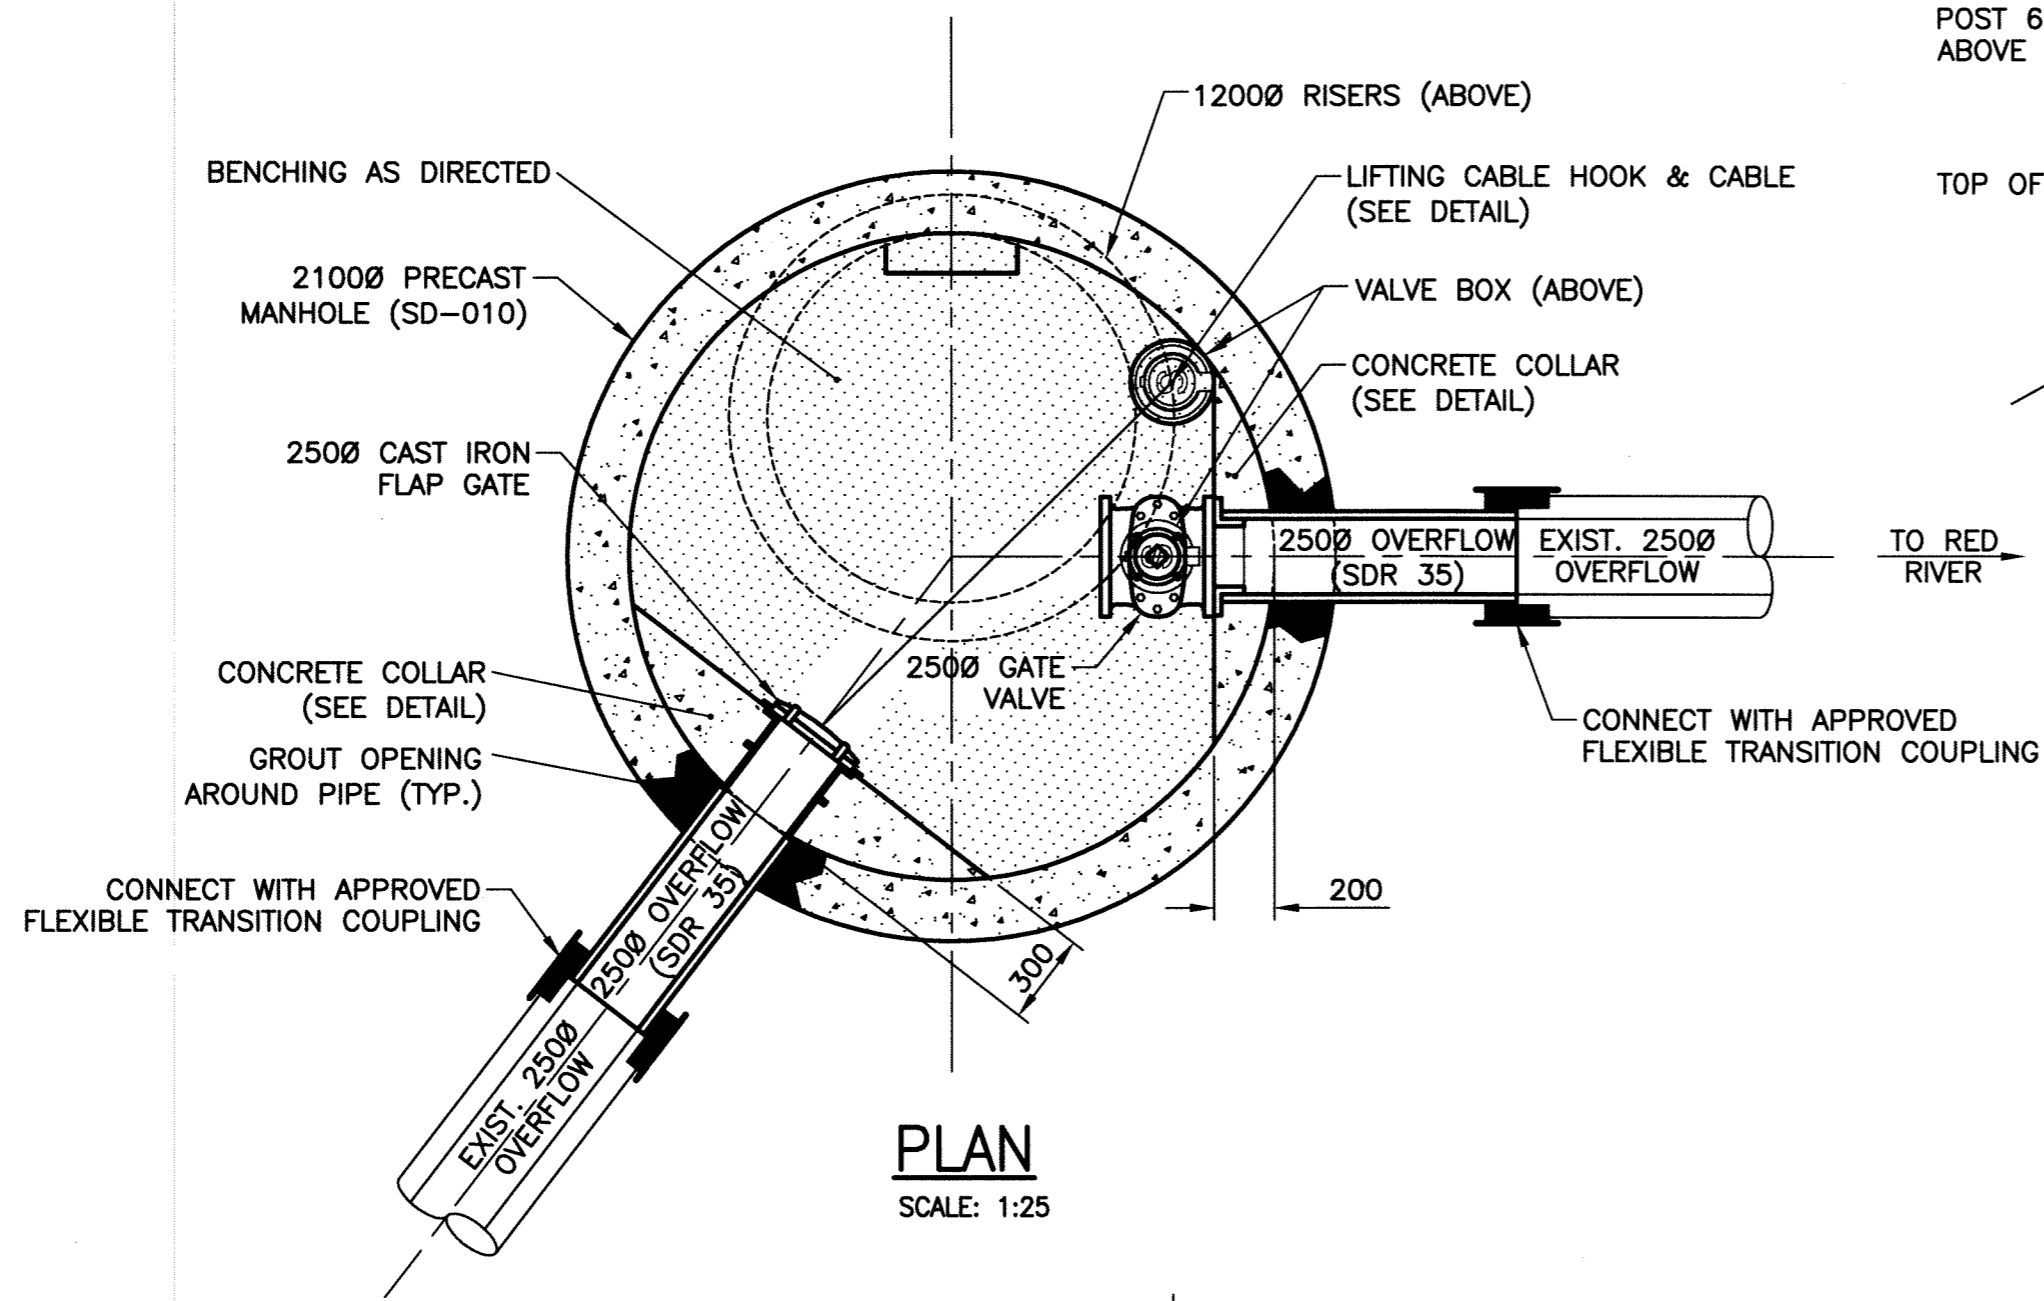 POST 6
ABOVE
1200Ø RISERS (ABOVE)
BENCHING AS DIRECTED
LIFTING CABLE HOOK & CABLE
(SEE DETAIL)
TOP OF
2100Ø PRECAST
MANHOLE (SD-010)
VALVE BOX (ABOVE)
CONCRETE COLLAR
(SEE DETAIL)
250Ø CAST IRON
FLAP GATE
250Ø OVERFLOW
(SDR 35)
EXIST. 250Ø
OVERFLOW
TO RED
RIVER
250Ø GATE
VALVE
CONCRETE COLLAR
(SEE DETAIL)
CONNECT WITH APPROVED
FLEXIBLE TRANSITION COUPLING
GROUT OPENING
AROUND PIPE (TYP.)
250Ø OVERFLOW
(SDR 35)
CONNECT WITH APPROVED
FLEXIBLE TRANSITION COUPLING
200
300
EXIST. 250Ø
OVERFLOW
PLAN
SCALE: 1:25